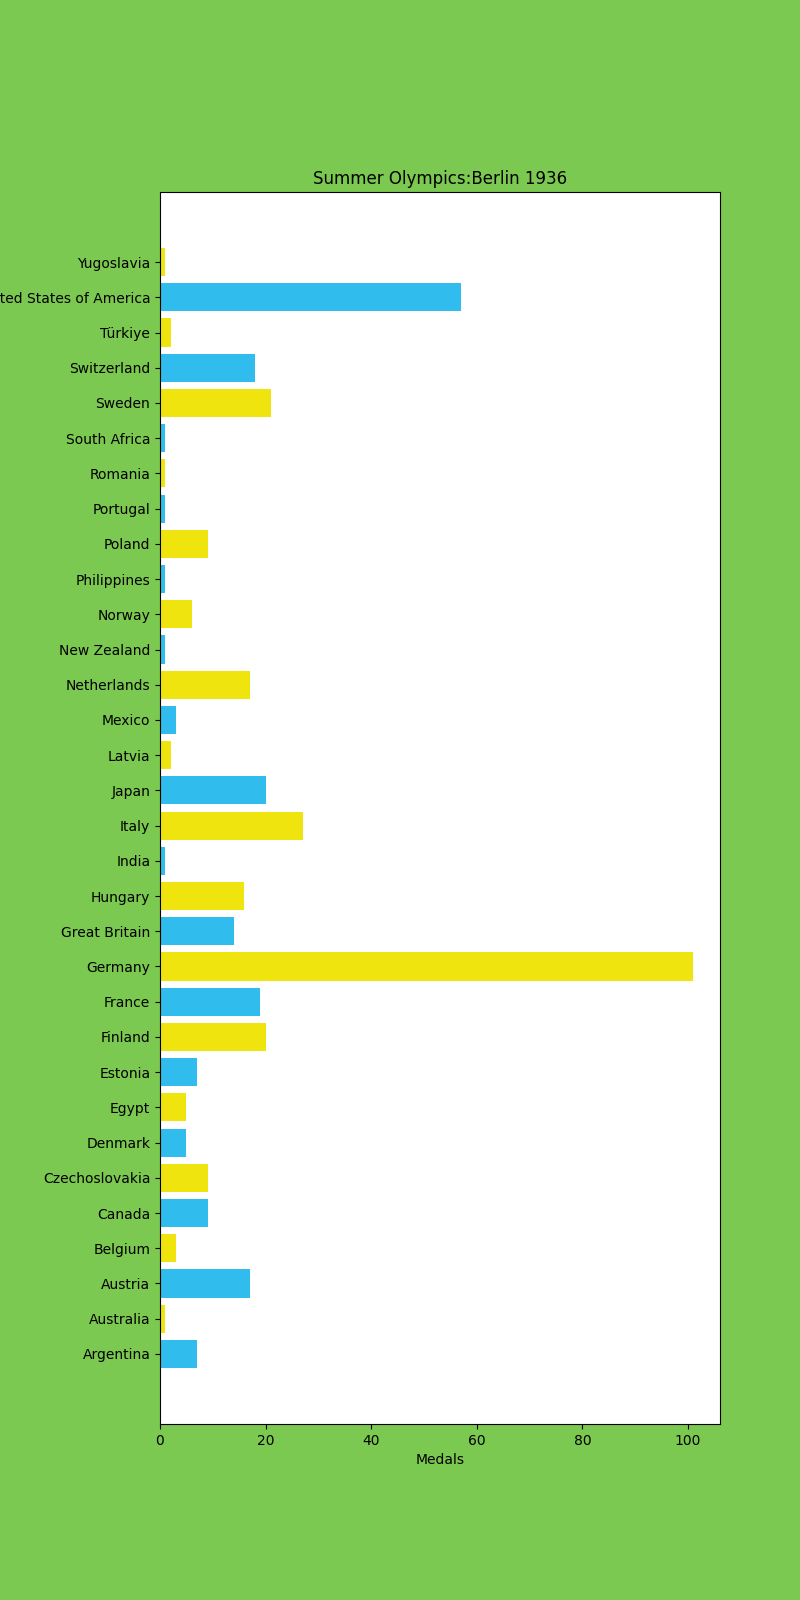 Summer Olympics:Berlin 1936
Yugoslavia
ted States of America
Türkiye
Switzerland
Sweden
South Africa
Romania
Portugal
Poland
Philippines
Norway
New Zealand
Netherlands
Mexico
Latvia
Japan
Italy
India
Hungary
Great Britain
Germany
France
Finland
Estonia
Egypt
Denmark
Czechoslovakia
Canada
Belgium
Austria
Australia
Argentina
0 20 40 60 80 100
Medals